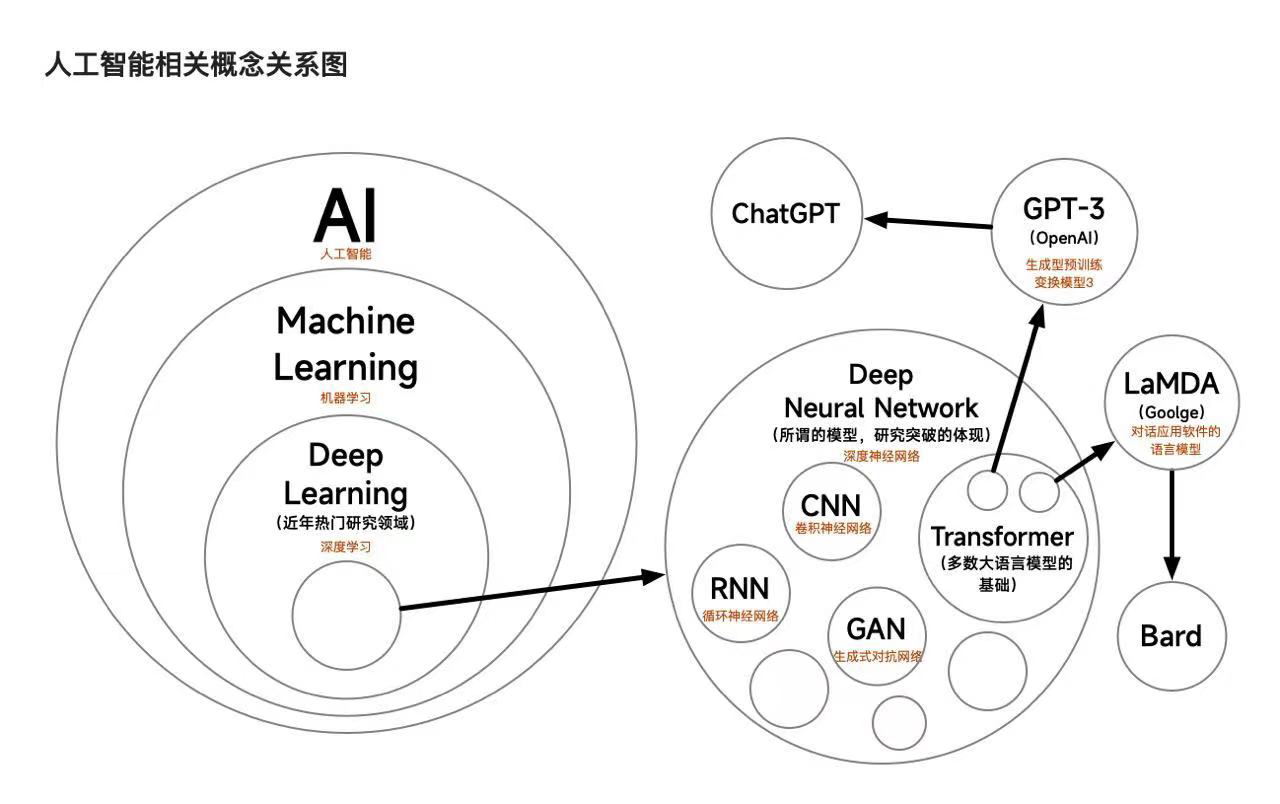 人工智能相关概念关系图
AI
人工智能
Machine
Learning
机器学习
Deep
Learning
（近年热门研究领域）
深度学习
ChatGPT
GPT-3
（OpenAI）
生成型预训练
变换模型3
Deep
Neural Network
（所谓的模型，研究突破的体现）
深度神经网络
CNN
卷积神经网络
RNN
循环神经网络
GAN
生成式对抗网络
Transformer
（多数大语言模型的
基础）
LaMDA
（Goolge）
对话应用软件的
语言模型
Bard